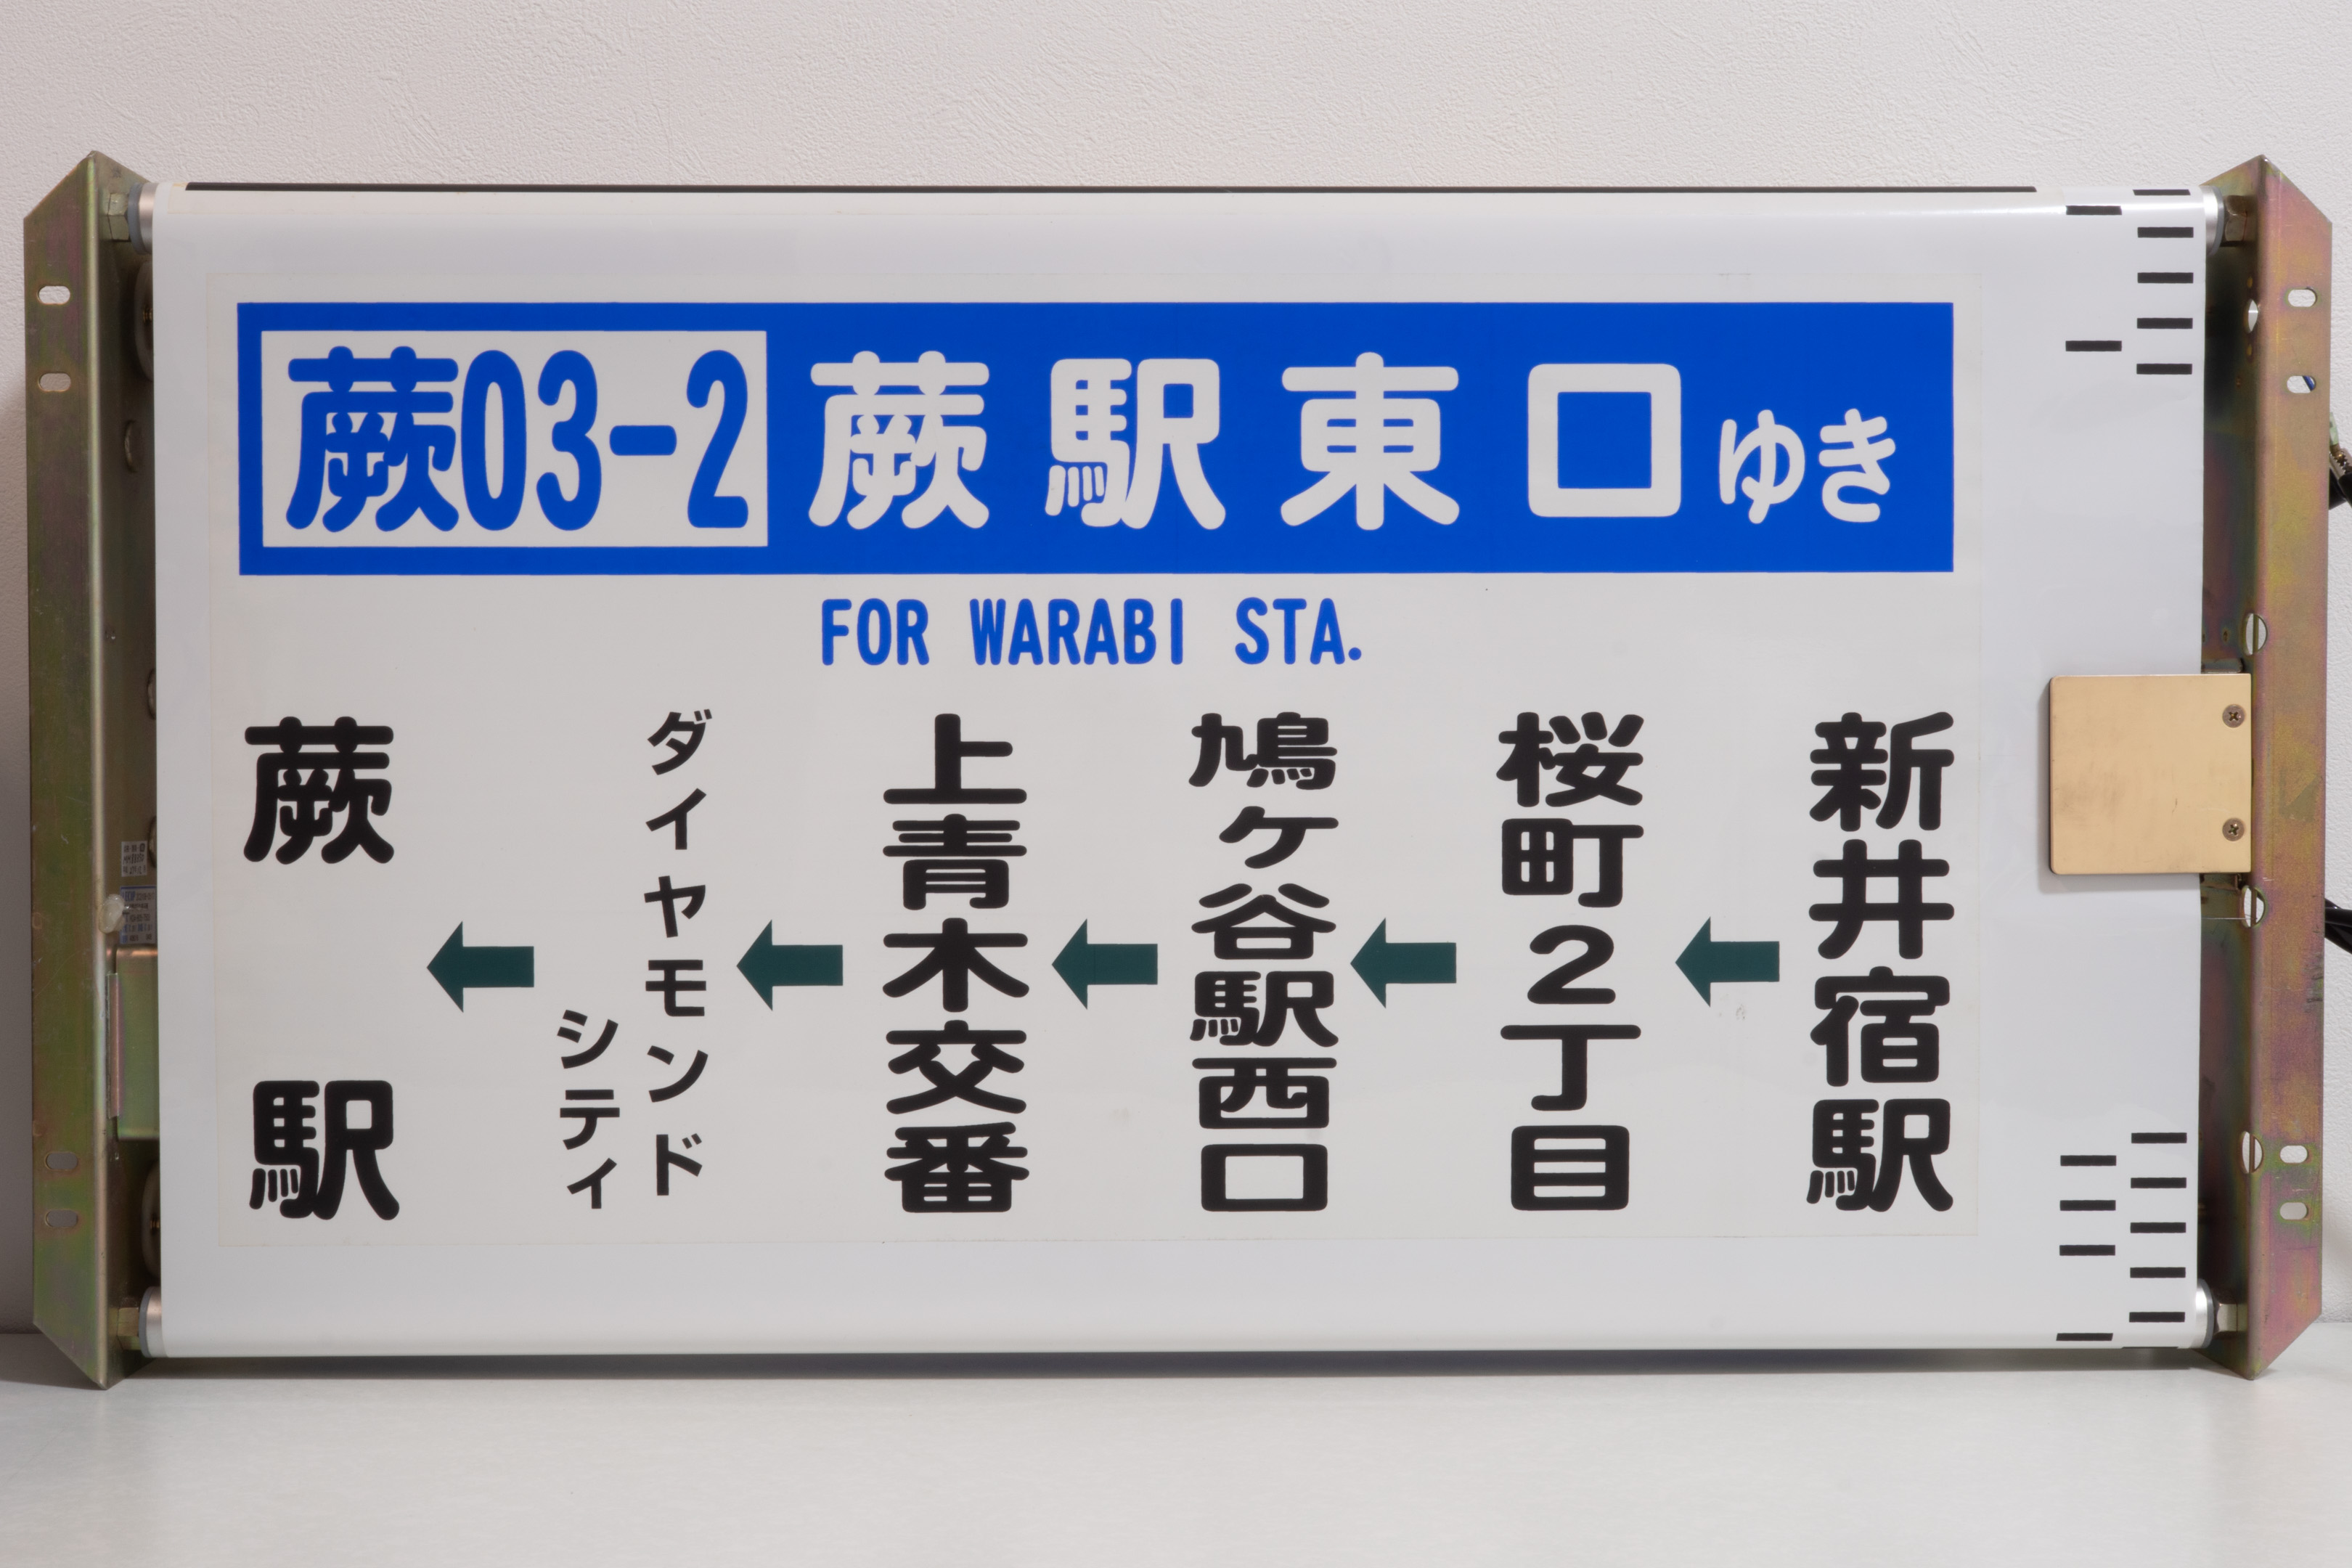 蕨03-2 蕨駅東口ゆき
FOR WARABI STA.
新井宿駅
←
桜町2丁目
←
鳩ヶ谷駅西口
←
上青木交番
←
ダイヤモンド
シティ
←
蕨駅